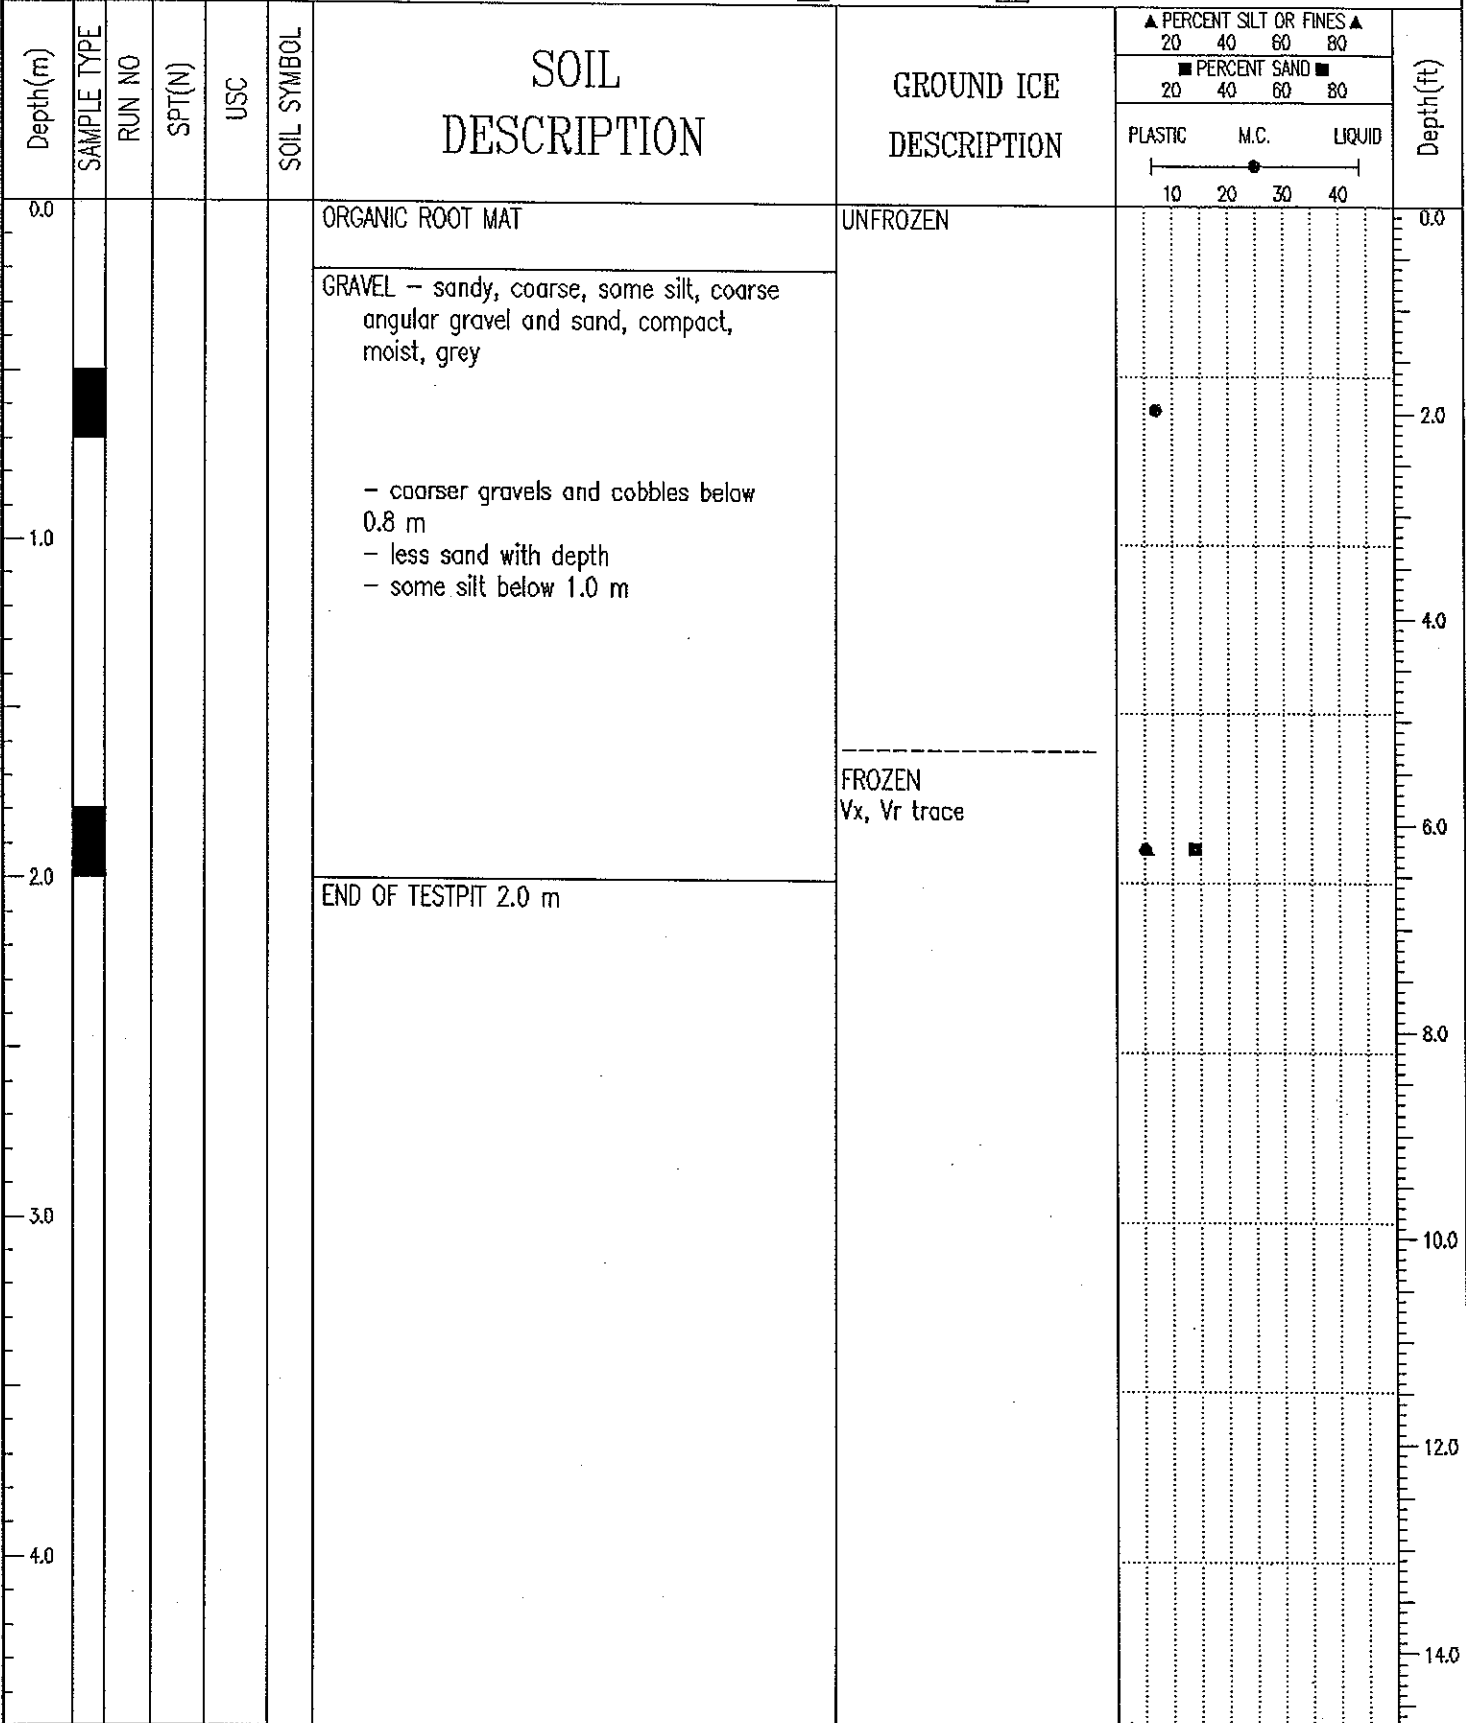 Depth(m)
SAMPLE TYPE
RUN NO
SPT(N)
USC
SOIL SYMBOL
SOIL
DESCRIPTION
GROUND ICE
DESCRIPTION
▲ PERCENT SILT OR FINES ▲
20 40 60 80
■ PERCENT SAND ■
20 40 60 80
PLASTIC M.C. LIQUID
10 20 30 40
Depth(ft)
0.0
1.0
2.0
3.0
4.0
ORGANIC ROOT MAT
GRAVEL – sandy, coarse, some silt, coarse
angular gravel and sand, compact,
moist, grey
– coarser gravels and cobbles below
0.8 m
– less sand with depth
– some silt below 1.0 m
END OF TESTPIT 2.0 m
UNFROZEN
FROZEN
Vx, Vr trace
0.0
2.0
4.0
6.0
8.0
10.0
12.0
14.0